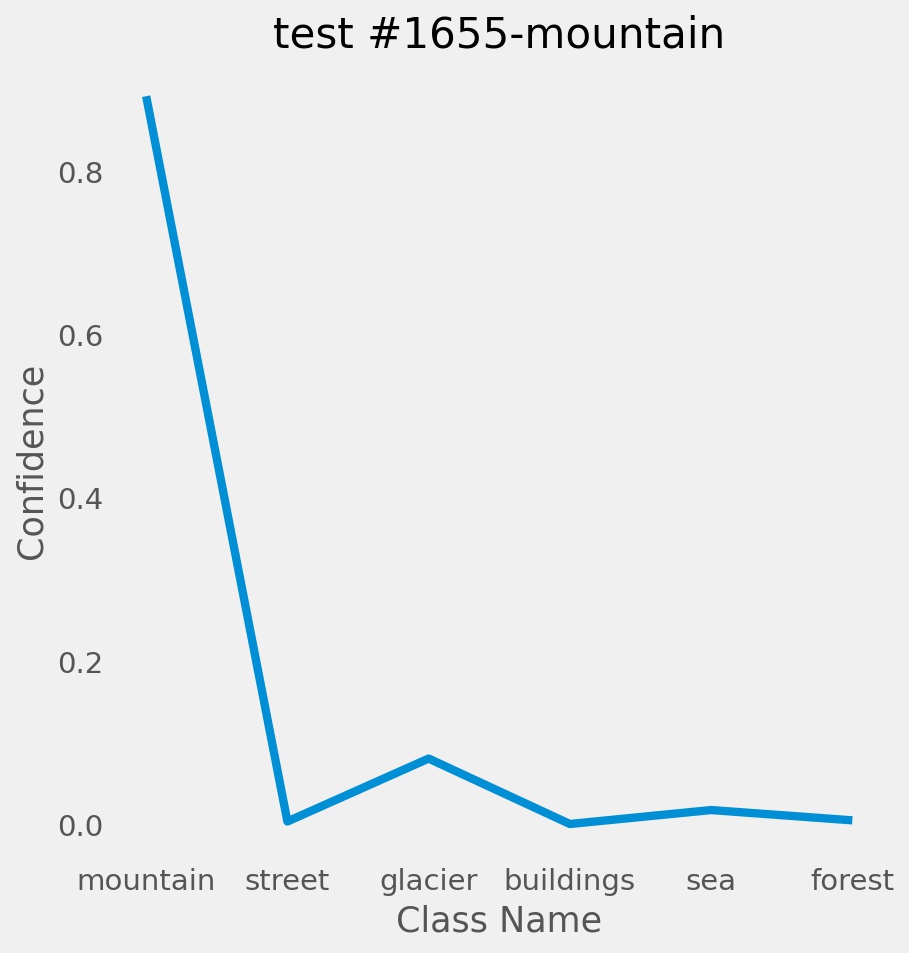 test #1655-mountain
Confidence
0.8
0.6
0.4
0.2
0.0
mountain street glacier buildings sea forest
Class Name